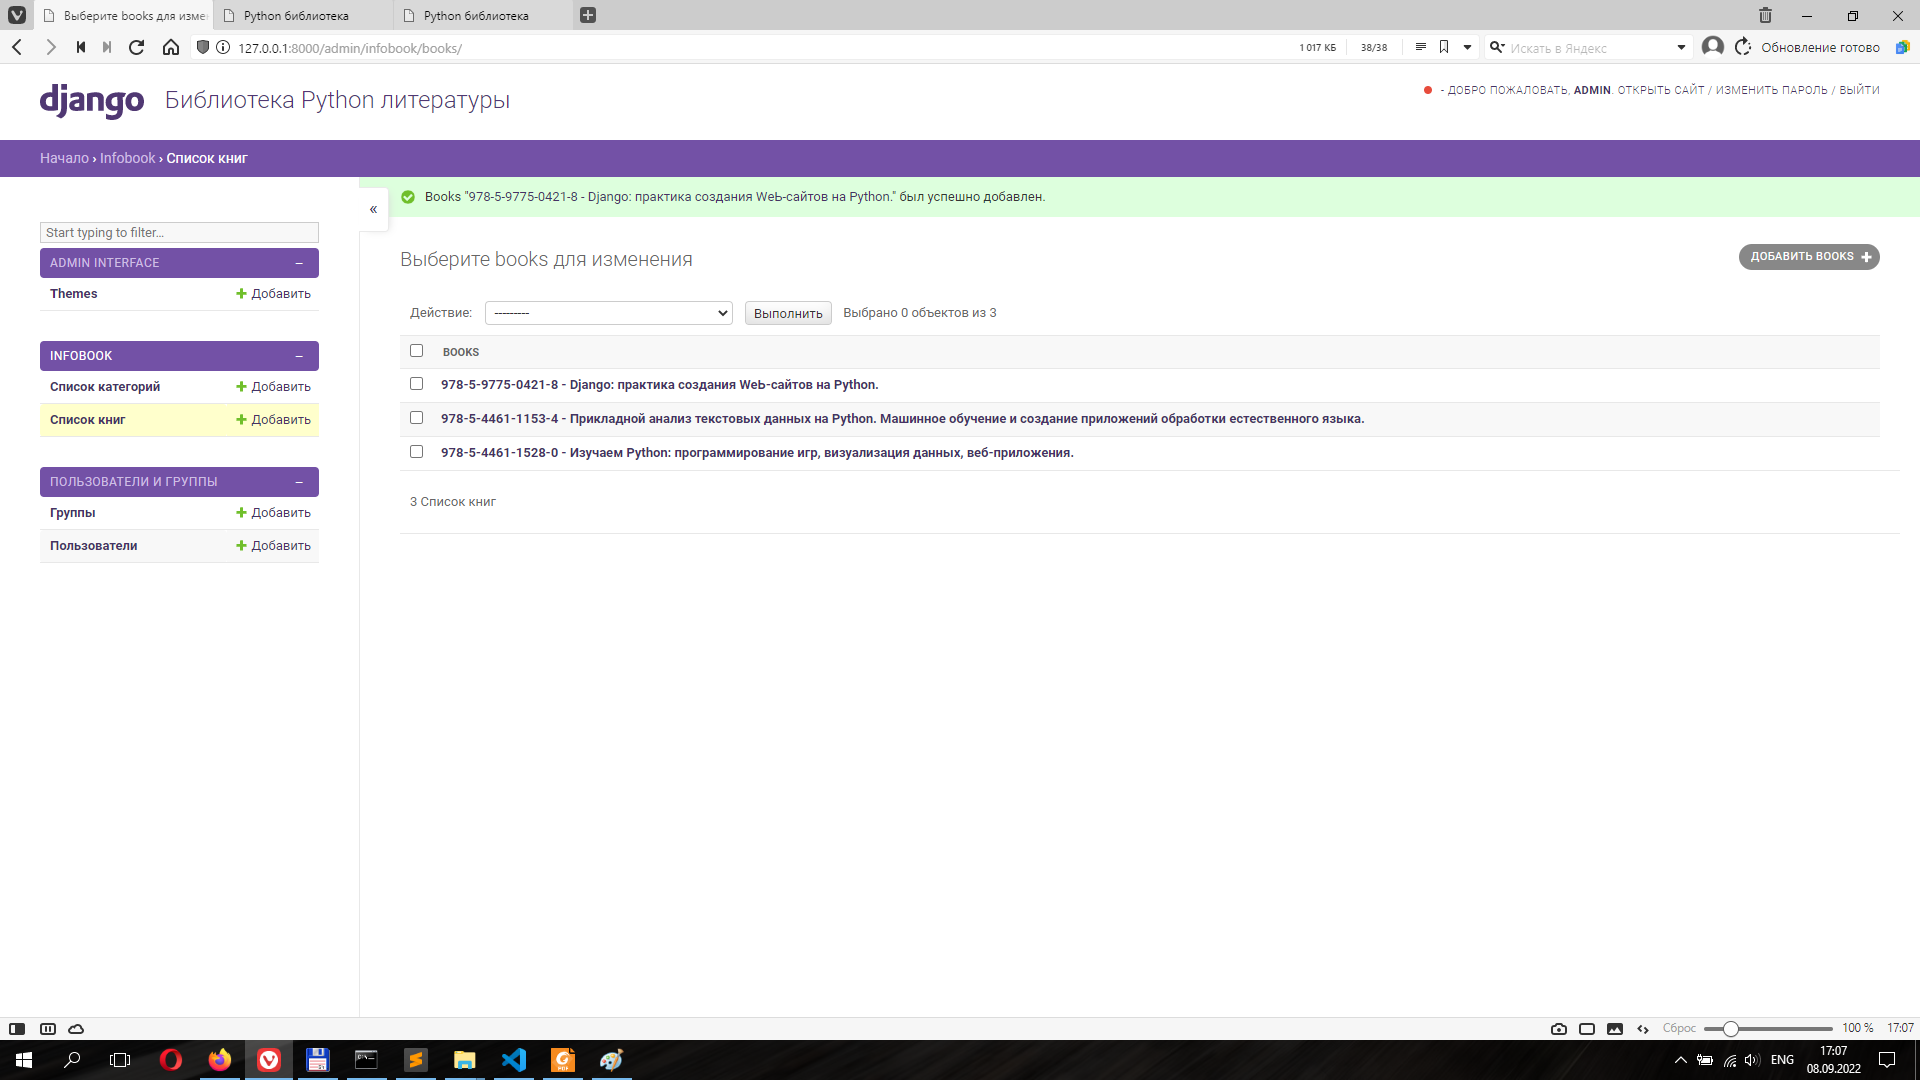 Выберите books для измен
Python библиотека
Python библиотека
127.0.0.1:8000/admin/infobook/books/
1 017 КБ
38/38
Искать в Яндекс
Обновление готово
django
Библиотека Python литературы
- ДОБРО ПОЖАЛОВАТЬ, ADMIN. ОТКРЫТЬ САЙТ / ИЗМЕНИТЬ ПАРОЛЬ / ВЫЙТИ
Начало › Infobook › Список книг
«
Books "978-5-9775-0421-8 - Django: практика создания Web-сайтов на Python." был успешно добавлен.
Start typing to filter...
ADMIN INTERFACE –
Themes
Добавить
INFOBOOK –
Список категорий
Добавить
Список книг
Добавить
ПОЛЬЗОВАТЕЛИ И ГРУППЫ –
Группы
Добавить
Пользователи
Добавить
Выберите books для изменения
ДОБАВИТЬ BOOKS
Действие:
---------
Выполнить
Выбрано 0 объектов из 3
BOOKS
978-5-9775-0421-8 - Django: практика создания Web-сайтов на Python.
978-5-4461-1153-4 - Прикладной анализ текстовых данных на Python. Машинное обучение и создание приложений обработки естественного языка.
978-5-4461-1528-0 - Изучаем Python: программирование игр, визуализация данных, веб-приложения.
3 Список книг
Сброс
100 %
17:07
ENG
17:07
08.09.2022